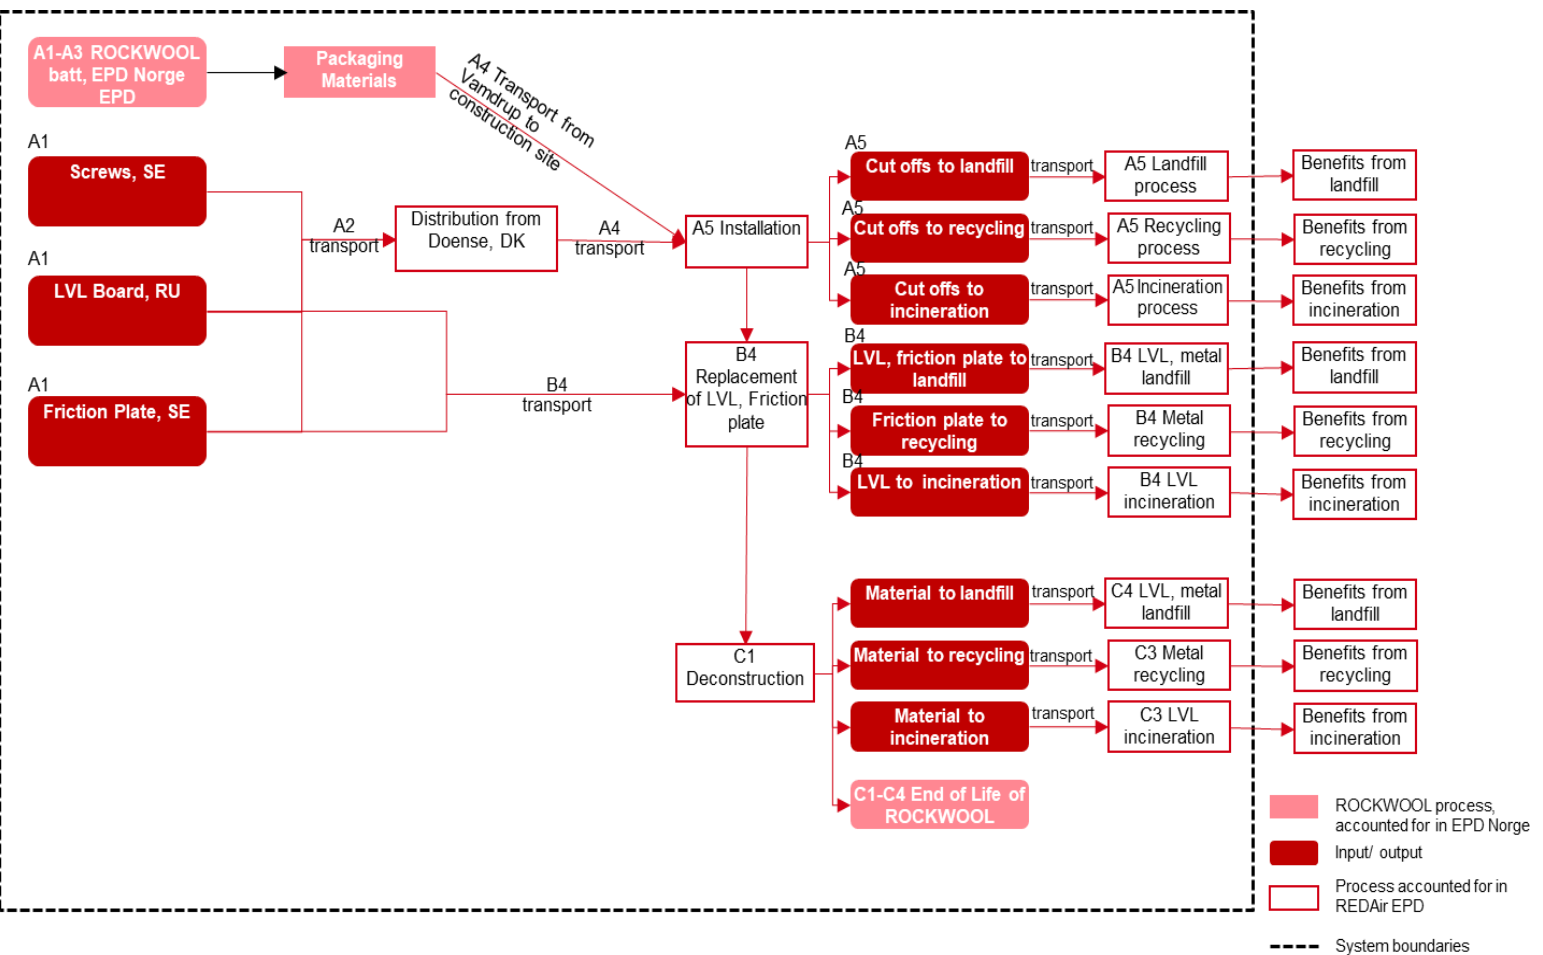 A1-A3 ROCKWOOL
batt, EPD Norge
EPD
Packaging
Materials
A4 Transport from
Vamdrup to
construction site
A1
Screws, SE
A1
LVL Board, RU
A1
Friction Plate, SE
A2
transport
Distribution from
Doense, DK
A4
transport
A5 Installation
B4
transport
B4
Replacement
of LVL, Friction
plate
C1
Deconstruction
A5
Cut offs to landfill
transport
A5 Landfill
process
Benefits from
landfill
A5
Cut offs to recycling
transport
A5 Recycling
process
Benefits from
recycling
A5
Cut offs to
incineration
transport
A5 Incineration
process
Benefits from
incineration
B4
LVL, friction plate to
landfill
transport
B4 LVL, metal
landfill
Benefits from
landfill
B4
Friction plate to
recycling
transport
B4 Metal
recycling
Benefits from
recycling
B4
LVL to incineration
transport
B4 LVL
incineration
Benefits from
incineration
Material to landfill
transport
C4 LVL, metal
landfill
Benefits from
landfill
Material to recycling
transport
C3 Metal
recycling
Benefits from
recycling
Material to
incineration
transport
C3 LVL
incineration
Benefits from
incineration
C1-C4 End of Life of
ROCKWOOL
ROCKWOOL process,
accounted for in EPD Norge
Input/ output
Process accounted for in
REDAir EPD
System boundaries